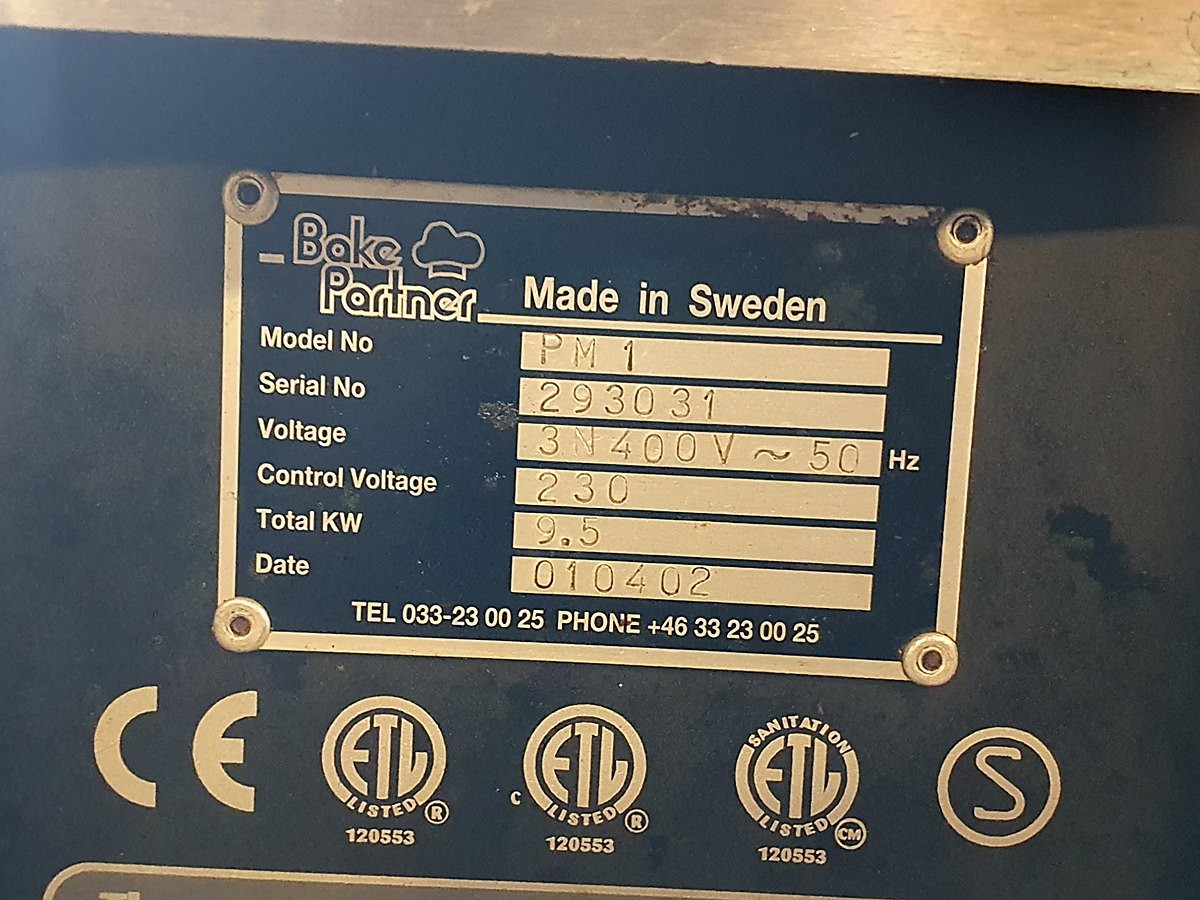 Bake
Partner
Made in Sweden
Model No PM1
Serial No 293031
Voltage 3N400V~50 Hz
Control Voltage 230
Total KW 9.5
Date 010402
TEL 033-23 00 25 PHONE +46 33 23 00 25
CE
ETL
LISTED ®
120553
C
ETL
LISTED ®
120553
SANITATION
ETL
LISTED CM
120553
S